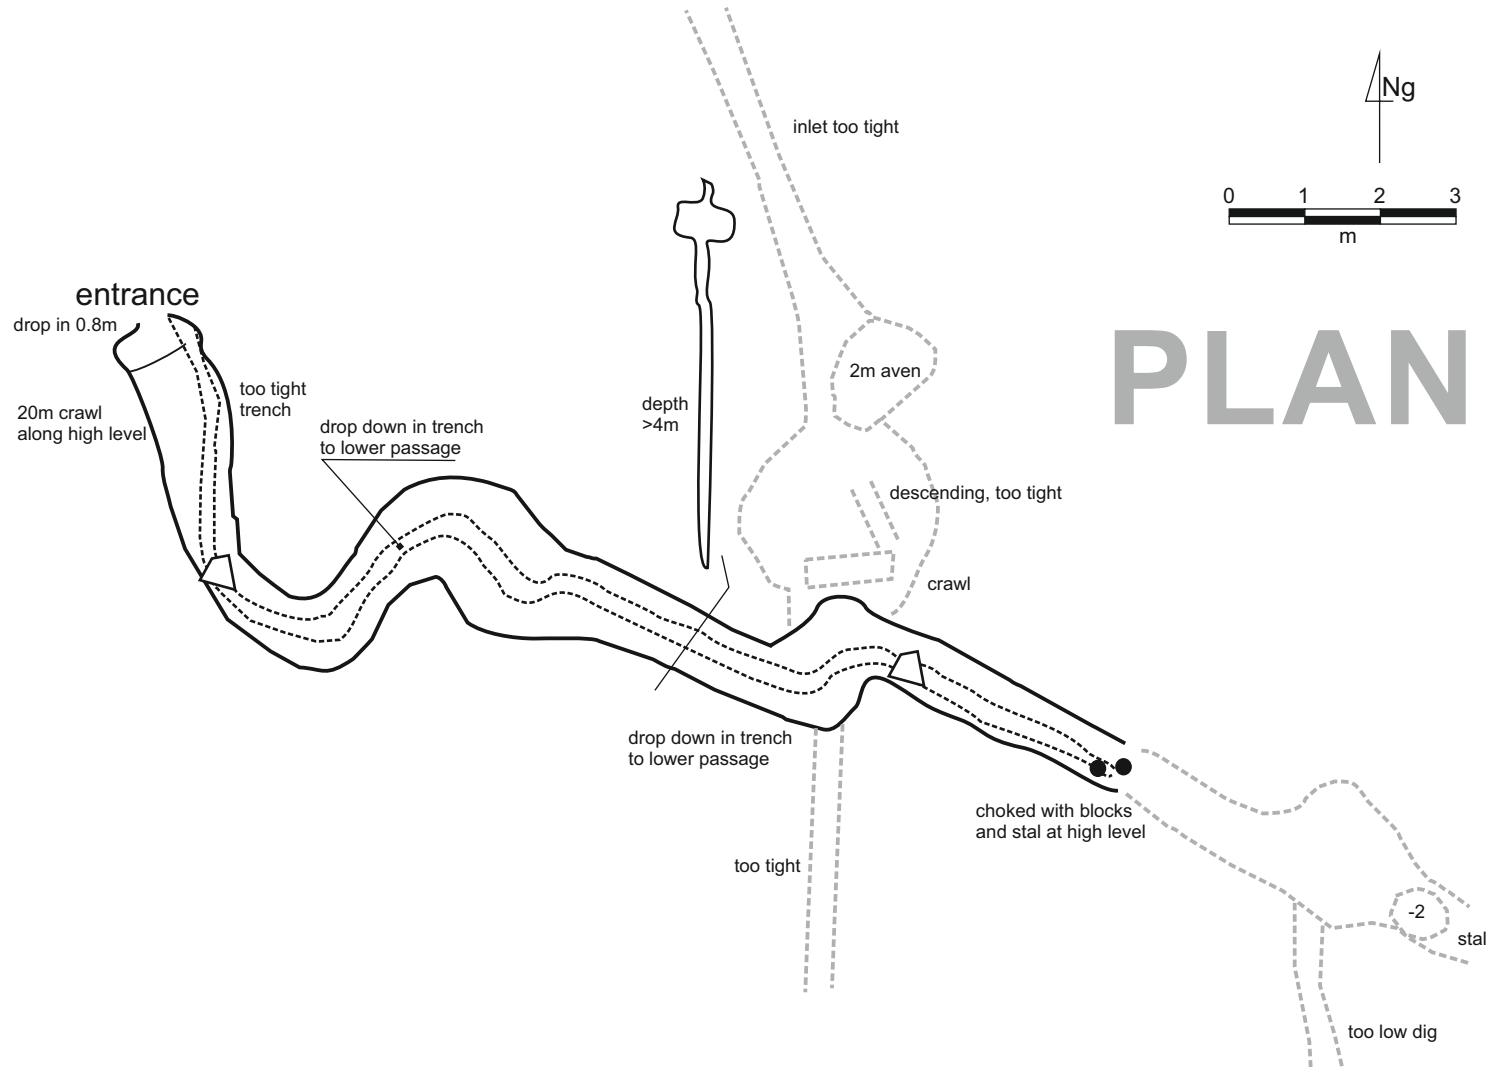 inlet too tight
Ng
0 1 2 3
m
entrance
drop in 0.8m
PLAN
2m aven
too tight
trench
20m crawl
along high level
depth
>4m
drop down in trench
to lower passage
descending, too tight
crawl
drop down in trench
to lower passage
choked with blocks
and stal at high level
too tight
-2
stal
too low dig